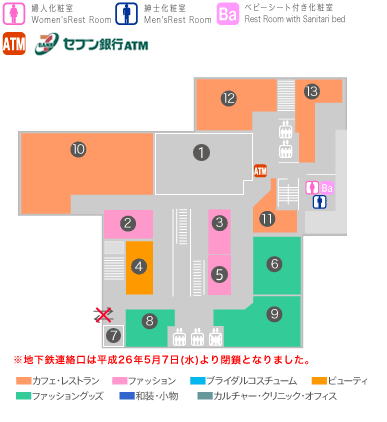 婦人化粧室
Women'sRest Room
紳士化粧室
Men'sRest Room
Ba
ベビーシート付き化粧室
Rest Room with Sanitari bed
ATM
セブン銀行ATM
12
13
10
1
ATM
Ba
2
3
11
4
5
6
7
8
9
※地下鉄連絡口は平成26年5月7日(水)より閉鎖となりました。
カフェ・レストラン
ファッション
ブライダルコスチューム
ビューティ
ファッショングッズ
和装・小物
カルチャー・クリニック・オフィス